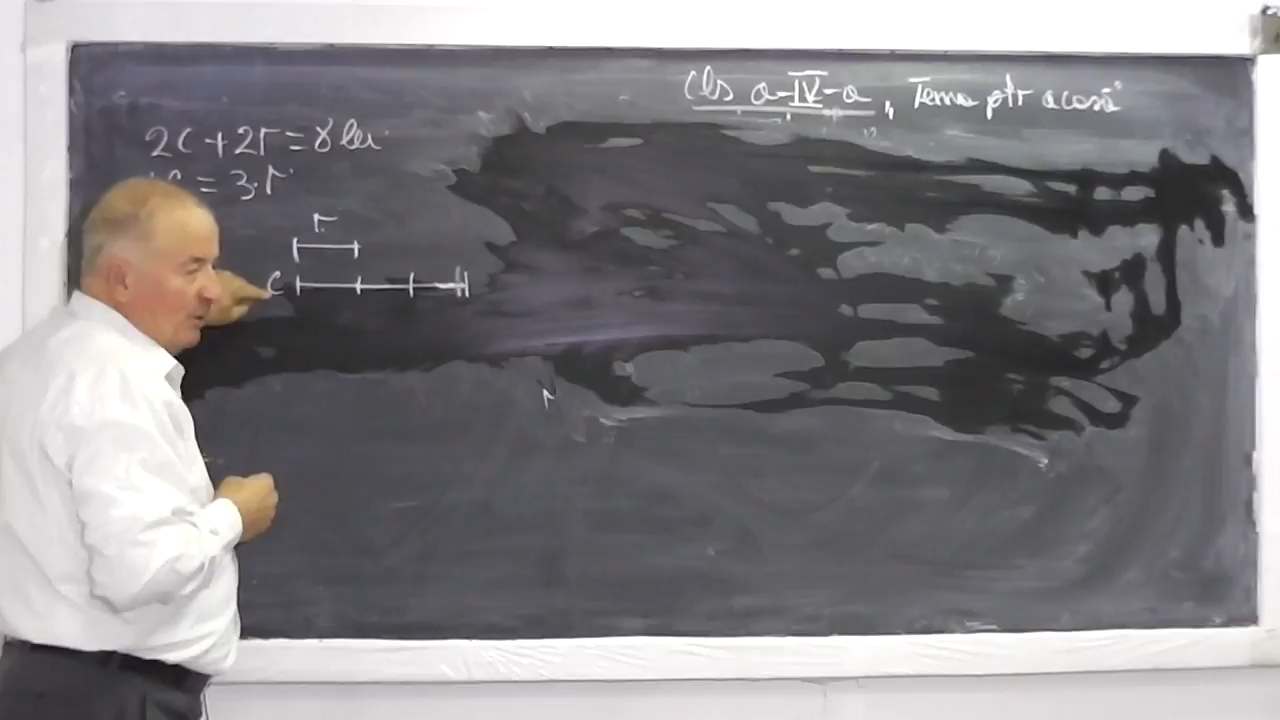 Cls a-IV-a, Tema ptr acasă
2C + 2r = 8 lei
= 3·r
r
C